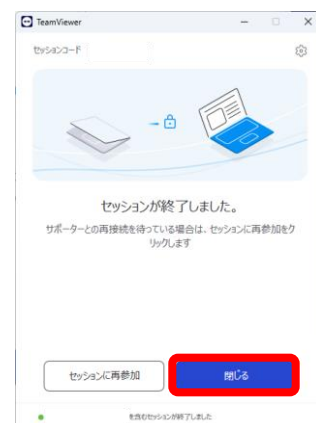 TeamViewer
セッションコード
セッションが終了しました。
サポーターとの再接続を待っている場合は、セッションに再参加をク
リックします
セッションに再参加
閉じる
を含むセッションが終了しました